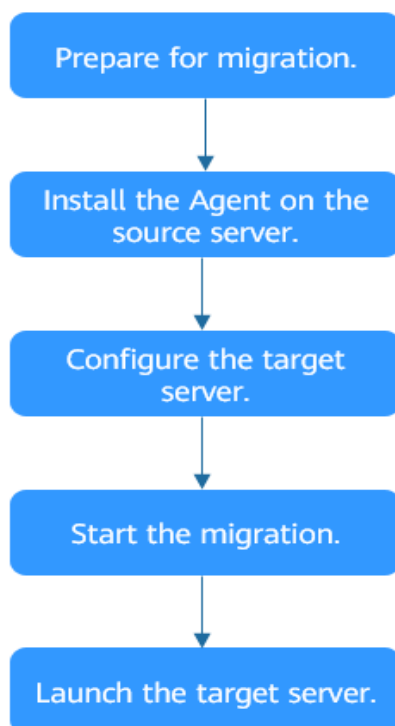 Prepare for migration.
Install the Agent on the
source server.
Configure the target
server.
Start the migration.
Launch the target server.